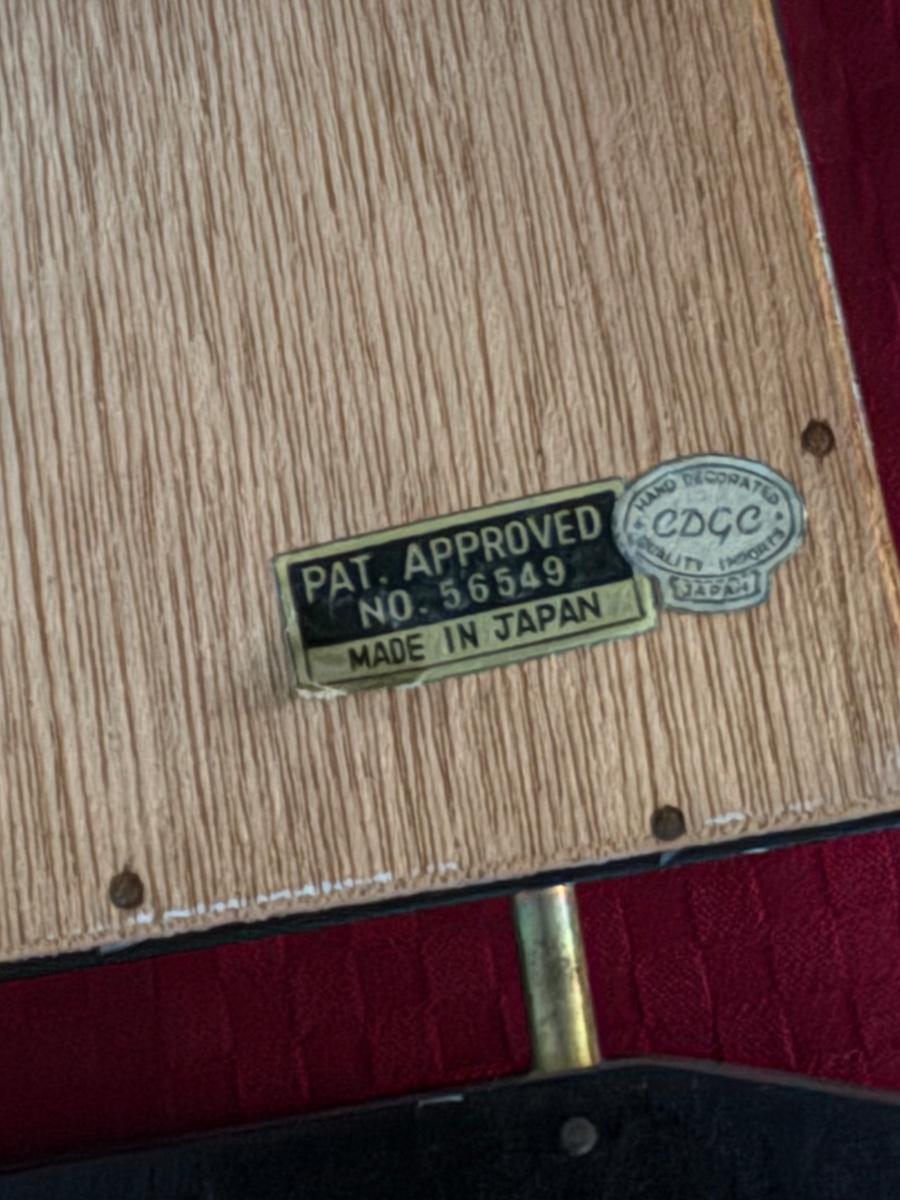 PAT. APPROVED
NO. 56549
MADE IN JAPAN
HAND DECORATED
CDGC
QUALITY IMPORTS
JAPAN